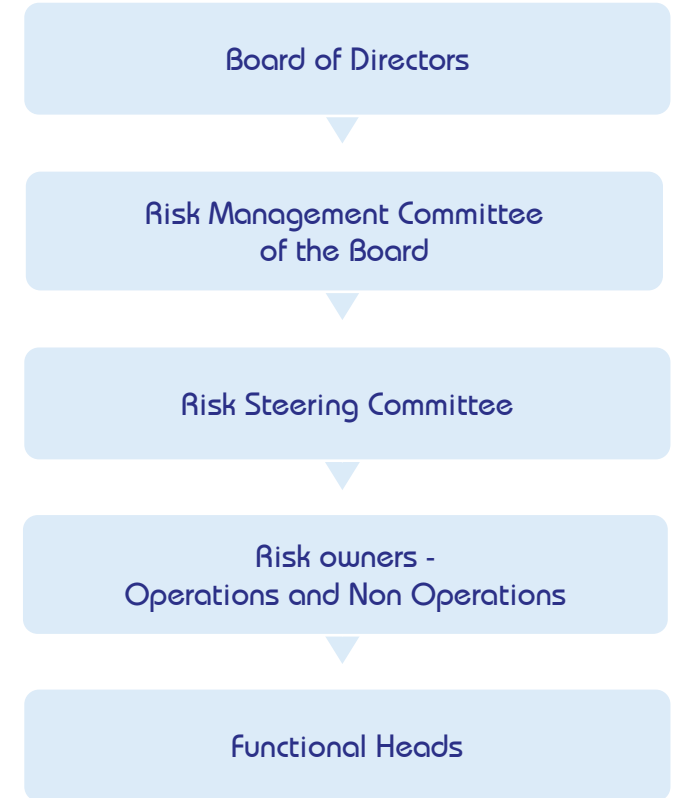 Board of Directors
Risk Management Committee
of the Board
Risk Steering Committee
Risk owners -
Operations and Non Operations
Functional Heads